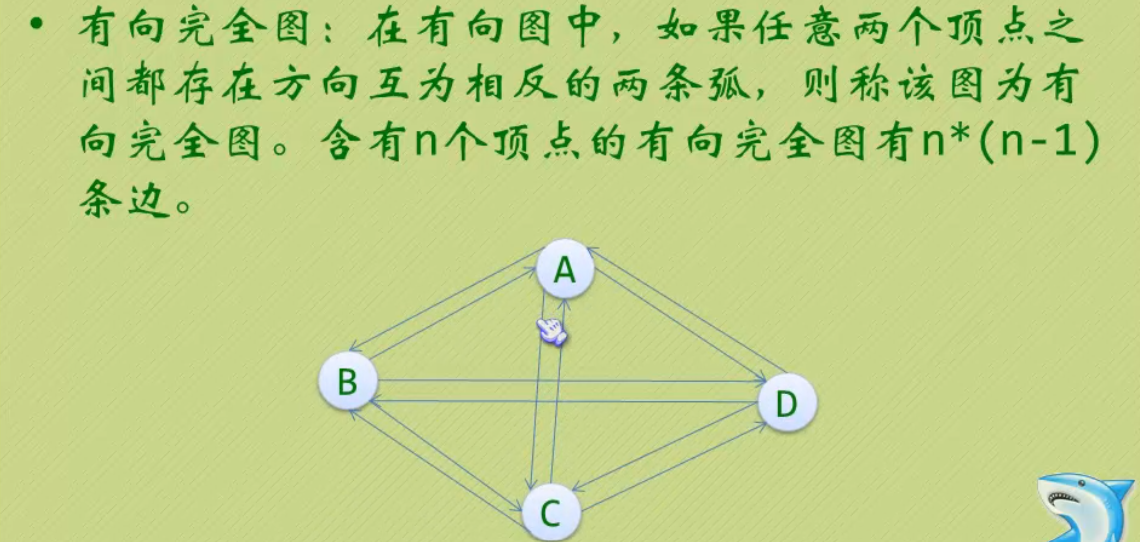 • 有向完全图：在有向图中，如果任意两个顶点之
间都存在方向互为相反的两条弧，则称该图为有
向完全图。含有n个顶点的有向完全图有n*(n-1)
条边。
A
B
D
C